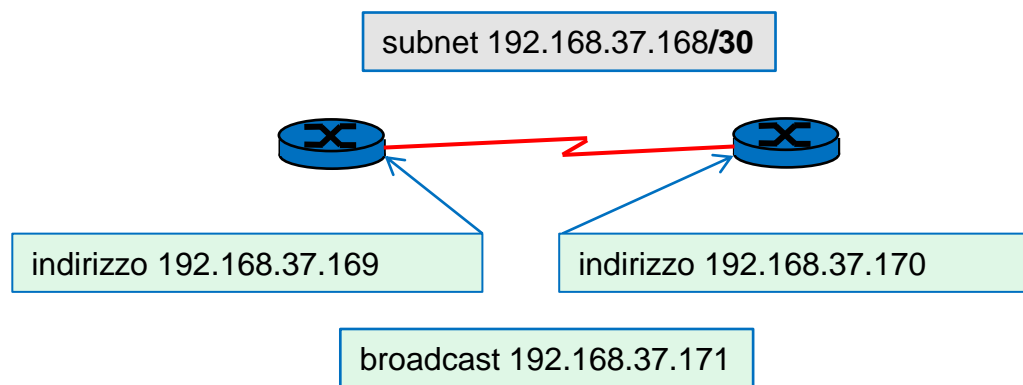 subnet 192.168.37.168/30
indirizzo 192.168.37.169
indirizzo 192.168.37.170
broadcast 192.168.37.171